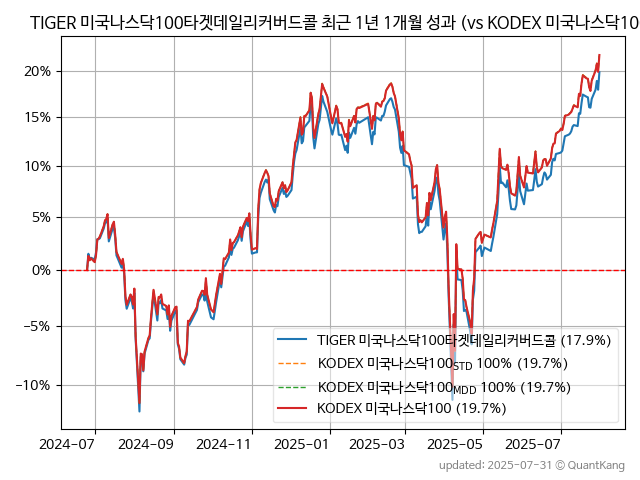 TIGER 미국나스닥100타겟데일리커버드콜 최근 1년 1개월 성과 (vs KODEX 미국나스닥10
20%
15%
10%
5%
0%
−5%
−10%
TIGER 미국나스닥100타겟데일리커버드콜 (17.9%)
KODEX 미국나스닥100STD 100% (19.7%)
KODEX 미국나스닥100MDD 100% (19.7%)
KODEX 미국나스닥100 (19.7%)
2024-07 2024-09 2024-11 2025-01 2025-03 2025-05 2025-07
updated: 2025-07-31 © QuantKang